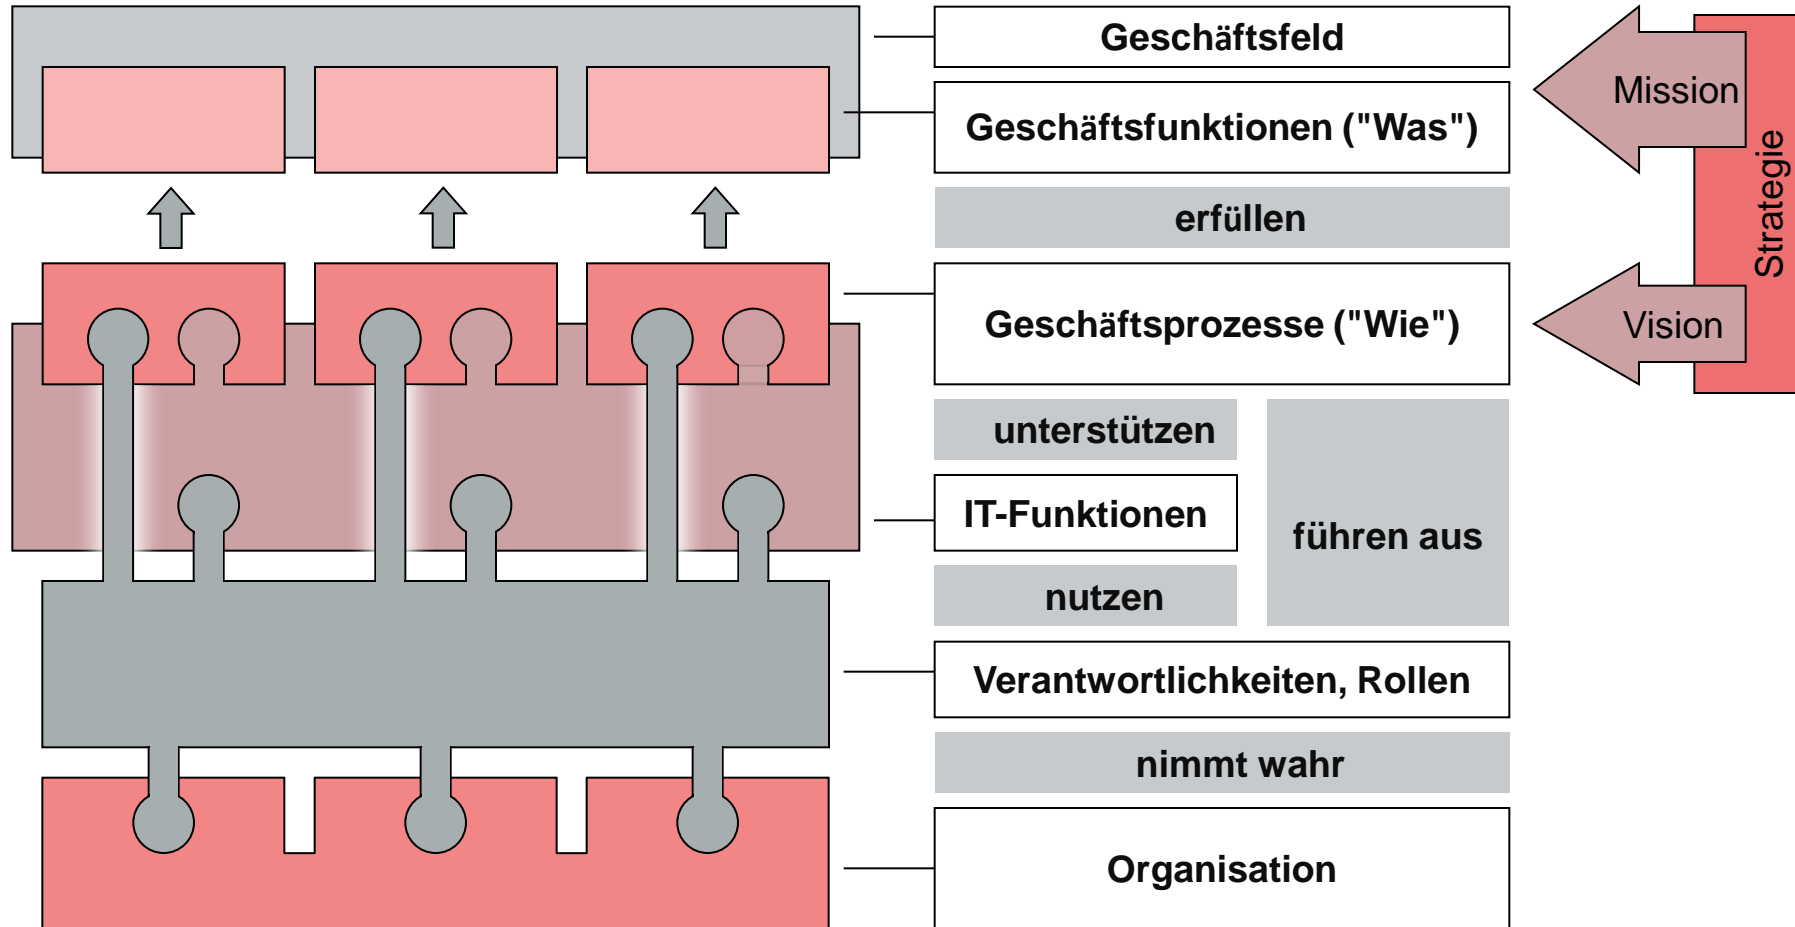 Geschäftsfeld
Mission
Geschäftsfunktionen ("Was")
Strategie
erfüllen
Geschäftsprozesse ("Wie")
Vision
unterstützen
IT-Funktionen
führen aus
nutzen
Verantwortlichkeiten, Rollen
nimmt wahr
Organisation